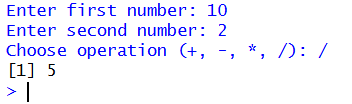 Enter first number: 10
Enter second number: 2
Choose operation (+, -, *, /): /
[1] 5
>